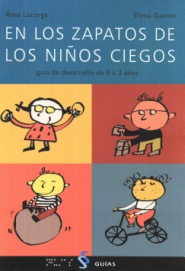 Rosa Lucerga Elena Gastón
EN LOS ZAPATOS DE
LOS NIÑOS CIEGOS
guía de desarrollo de 0 a 3 años
GUÍAS